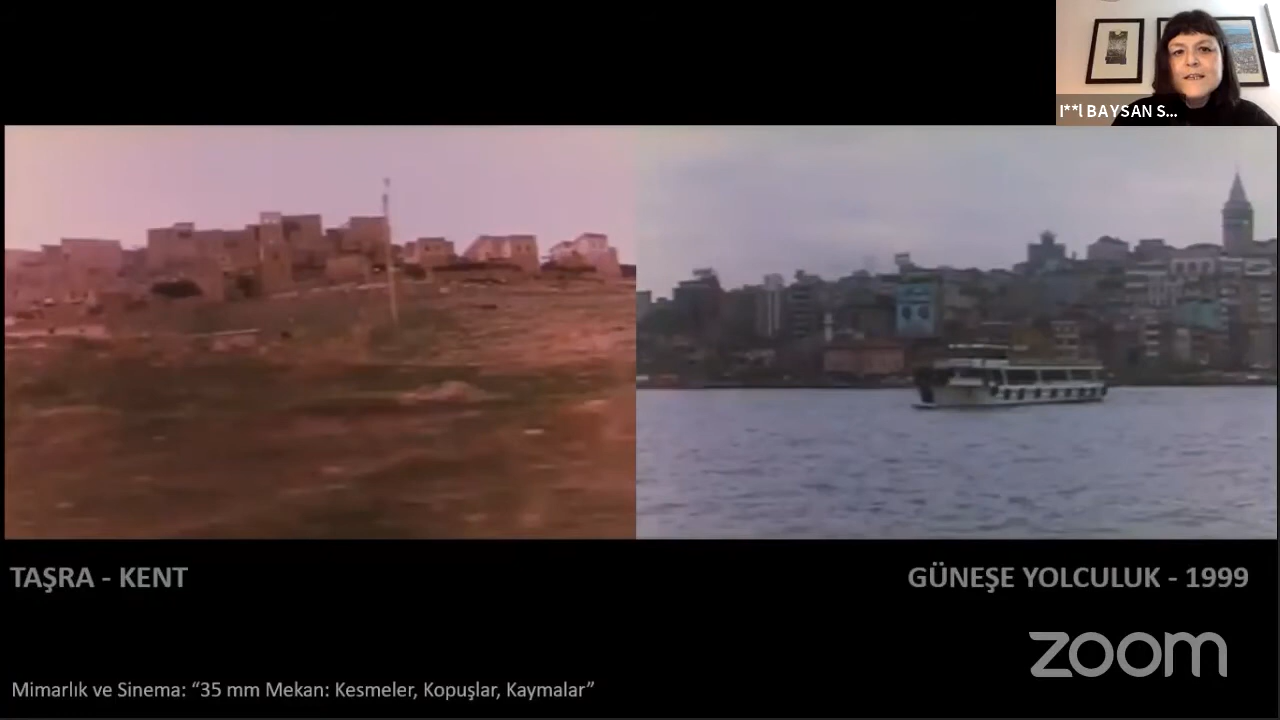 I**l BAYSAN S...
TAŞRA - KENT
GÜNEŞE YOLCULUK - 1999
zoom
Mimarlık ve Sinema: “35 mm Mekan: Kesmeler, Kopuşlar, Kaymalar”